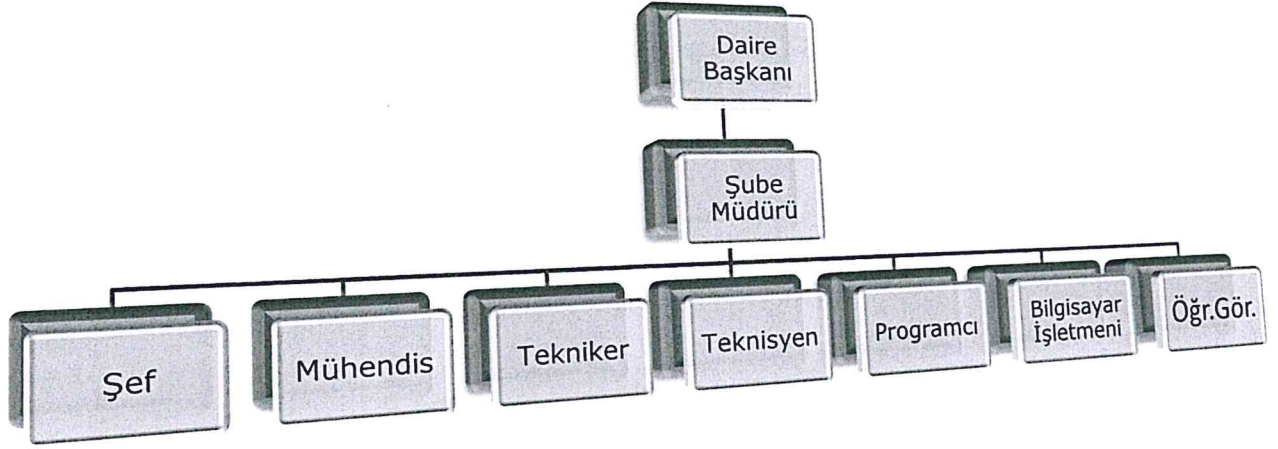 Daire
Başkanı
Şube
Müdürü
Şef
Mühendis
Tekniker
Teknisyen
Programcı
Bilgisayar
İşletmeni
Öğr.Gör.